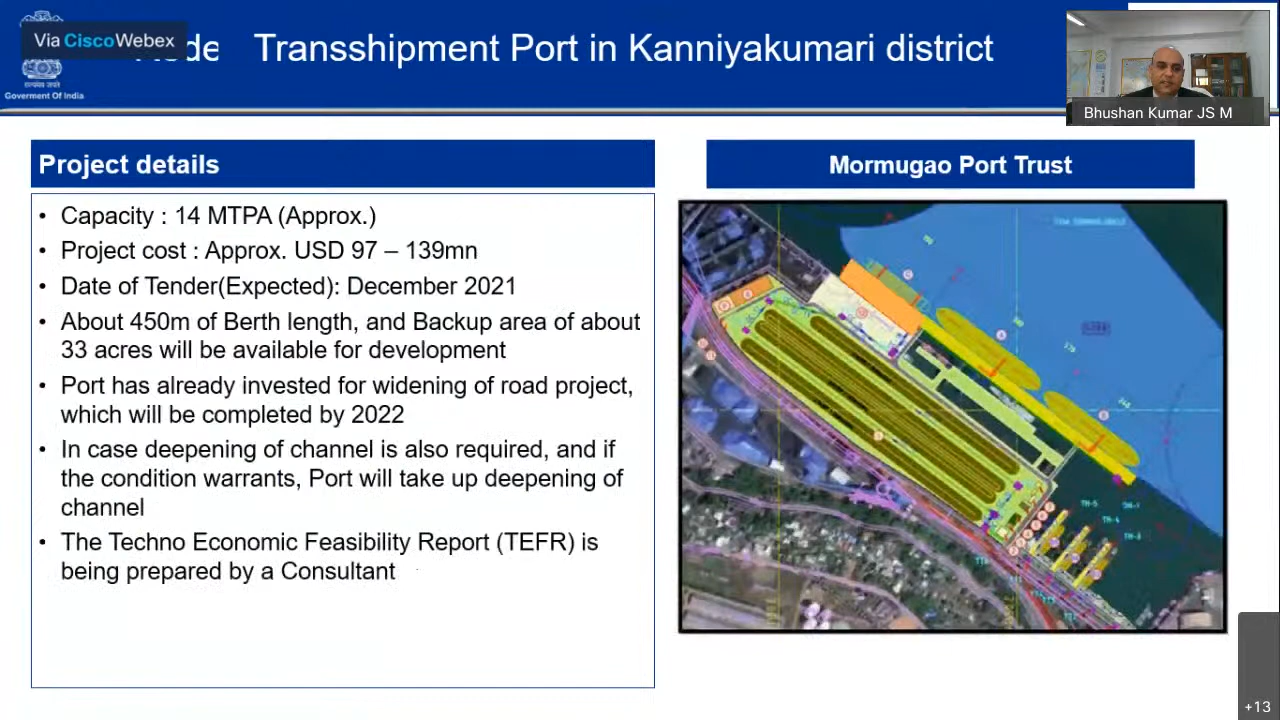 Via Cisco Webex
Transshipment Port in Kanniyakumari district
सत्यमेव जयते
Goverment Of India
Bhushan Kumar JS M
Project details
Mormugao Port Trust
• Capacity : 14 MTPA (Approx.)
• Project cost : Approx. USD 97 – 139mn
• Date of Tender(Expected): December 2021
• About 450m of Berth length, and Backup area of about
33 acres will be available for development
• Port has already invested for widening of road project,
which will be completed by 2022
• In case deepening of channel is also required, and if
the condition warrants, Port will take up deepening of
channel
• The Techno Economic Feasibility Report (TEFR) is
being prepared by a Consultant
+13